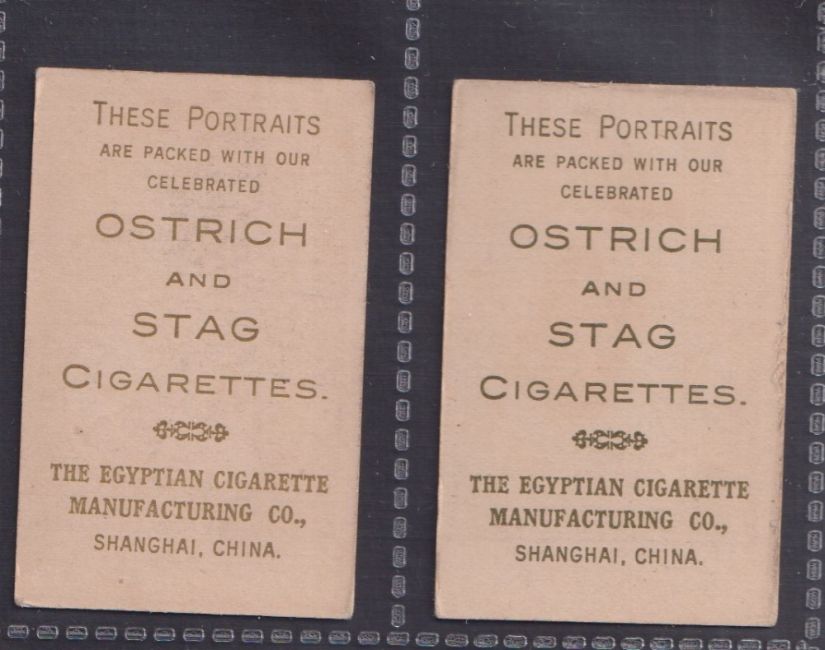 THESE PORTRAITS
ARE PACKED WITH OUR
CELEBRATED
OSTRICH
AND
STAG
CIGARETTES.
THE EGYPTIAN CIGARETTE
MANUFACTURING CO.,
SHANGHAI, CHINA.
THESE PORTRAITS
ARE PACKED WITH OUR
CELEBRATED
OSTRICH
AND
STAG
CIGARETTES.
THE EGYPTIAN CIGARETTE
MANUFACTURING CO.,
SHANGHAI, CHINA.